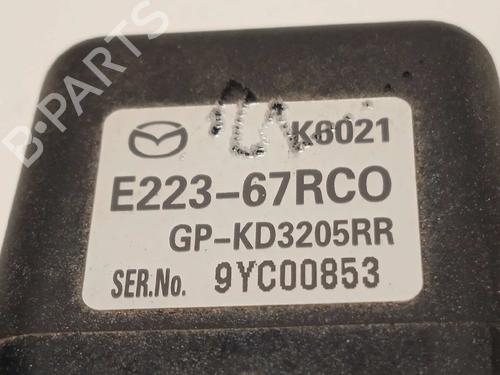 B-PARTS
K6021
E223-67RCO
GP-KD3205RR
SER.No. 9YC00853